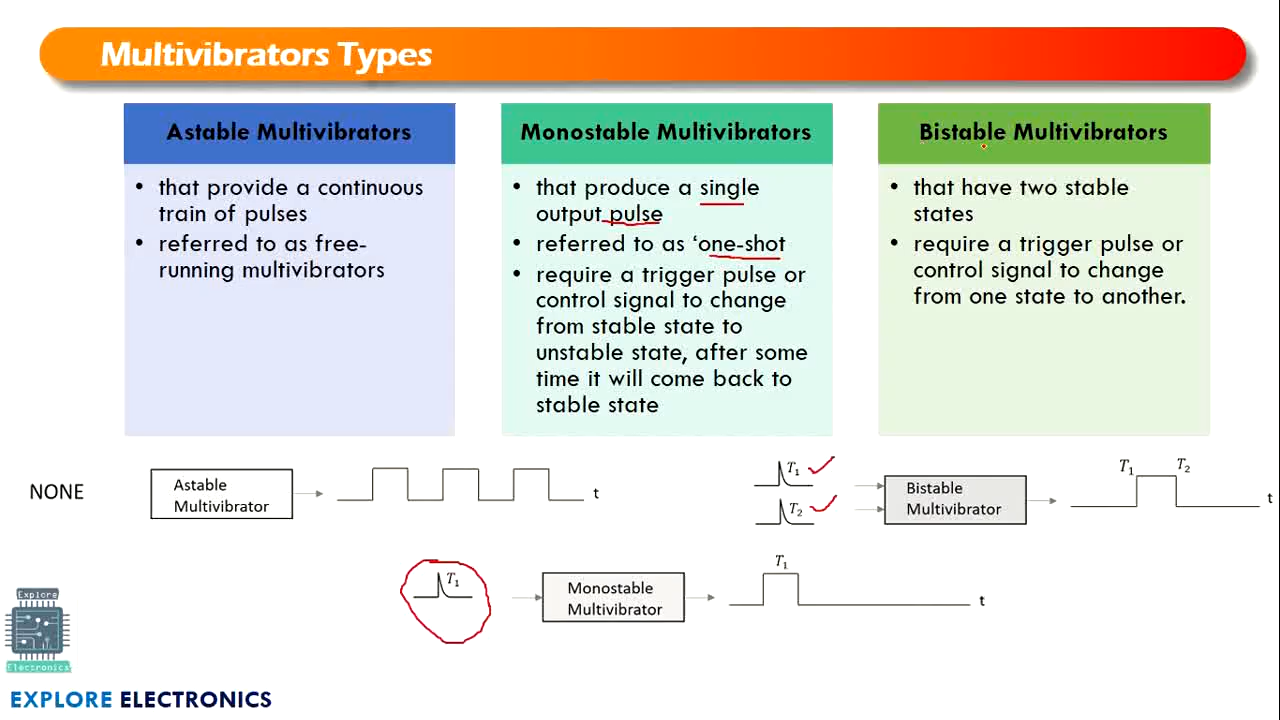 Multivibrators Types
Astable Multivibrators
• that provide a continuous
train of pulses
• referred to as free-
running multivibrators
Monostable Multivibrators
• that produce a single
output pulse
• referred to as ‘one-shot
• require a trigger pulse or
control signal to change
from stable state to
unstable state, after some
time it will come back to
stable state
Bistable Multivibrators
• that have two stable
states
• require a trigger pulse or
control signal to change
from one state to another.
NONE
Astable
Multivibrator
t
T1
T2
Bistable
Multivibrator
T1 T2
t
T1
Monostable
Multivibrator
T1
t
Explore
Electronics
EXPLORE ELECTRONICS